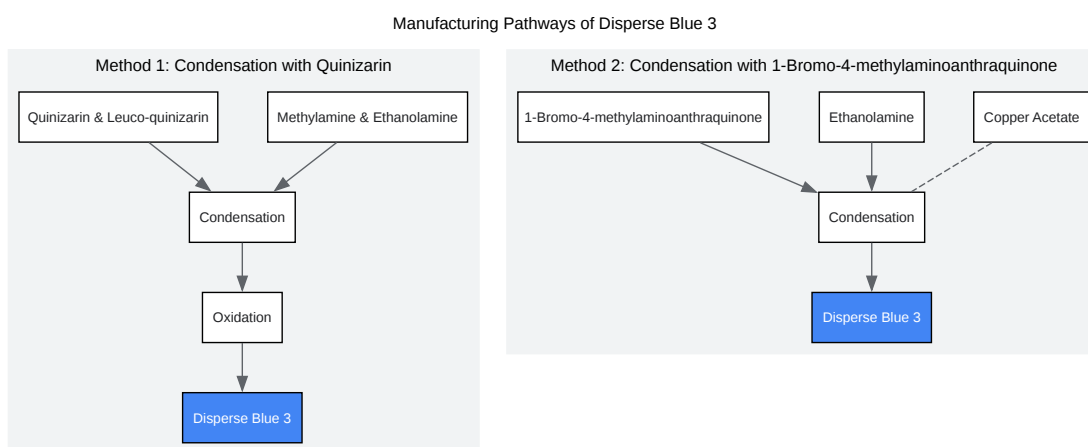 Manufacturing Pathways of Disperse Blue 3
Method 1: Condensation with Quinizarin
Quinizarin & Leuco-quinizarin
Methylamine & Ethanolamine
Condensation
Oxidation
Disperse Blue 3
Method 2: Condensation with 1-Bromo-4-methylaminoanthraquinone
1-Bromo-4-methylaminoanthraquinone
Ethanolamine
Copper Acetate
Condensation
Disperse Blue 3